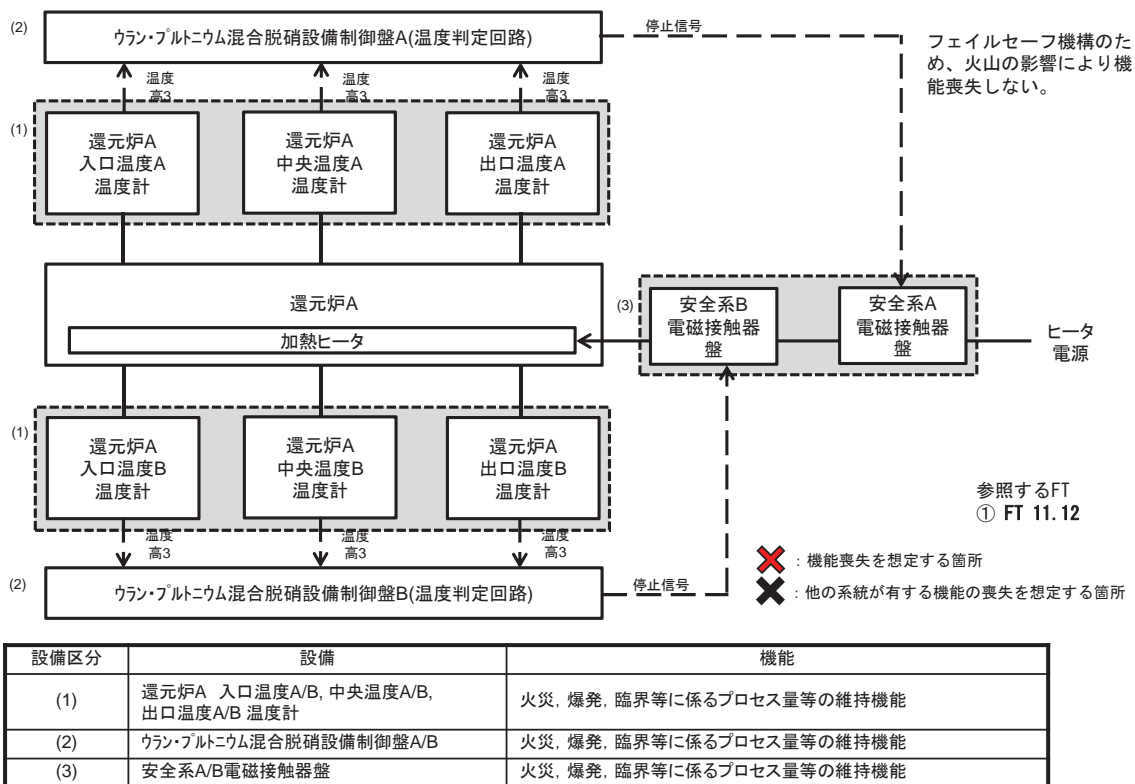 (2)
ウラン・プルトニウム混合脱硝設備制御盤A(温度判定回路)
停止信号
フェイルセーフ機構のた
め、火山の影響により機
能喪失しない。
温度
高3
温度
高3
温度
高3
(1)
還元炉A
入口温度A
温度計
還元炉A
中央温度A
温度計
還元炉A
出口温度A
温度計
還元炉A
加熱ヒータ
(3)
安全系B
電磁接触器
盤
安全系A
電磁接触器
盤
ヒータ
電源
(1)
還元炉A
入口温度B
温度計
還元炉A
中央温度B
温度計
還元炉A
出口温度B
温度計
温度
高3
温度
高3
温度
高3
(2)
ウラン・プルトニウム混合脱硝設備制御盤B(温度判定回路)
停止信号
参照するFT
① FT 11.12
：機能喪失を想定する箇所
：他の系統が有する機能の喪失を想定する箇所
設備区分 設備 機能
(1) 還元炉A 入口温度A/B, 中央温度A/B,
出口温度A/B 温度計 火災, 爆発, 臨界等に係るプロセス量等の維持機能
(2) ウラン・プルトニウム混合脱硝設備制御盤A/B 火災, 爆発, 臨界等に係るプロセス量等の維持機能
(3) 安全系A/B電磁接触器盤 火災, 爆発, 臨界等に係るプロセス量等の維持機能